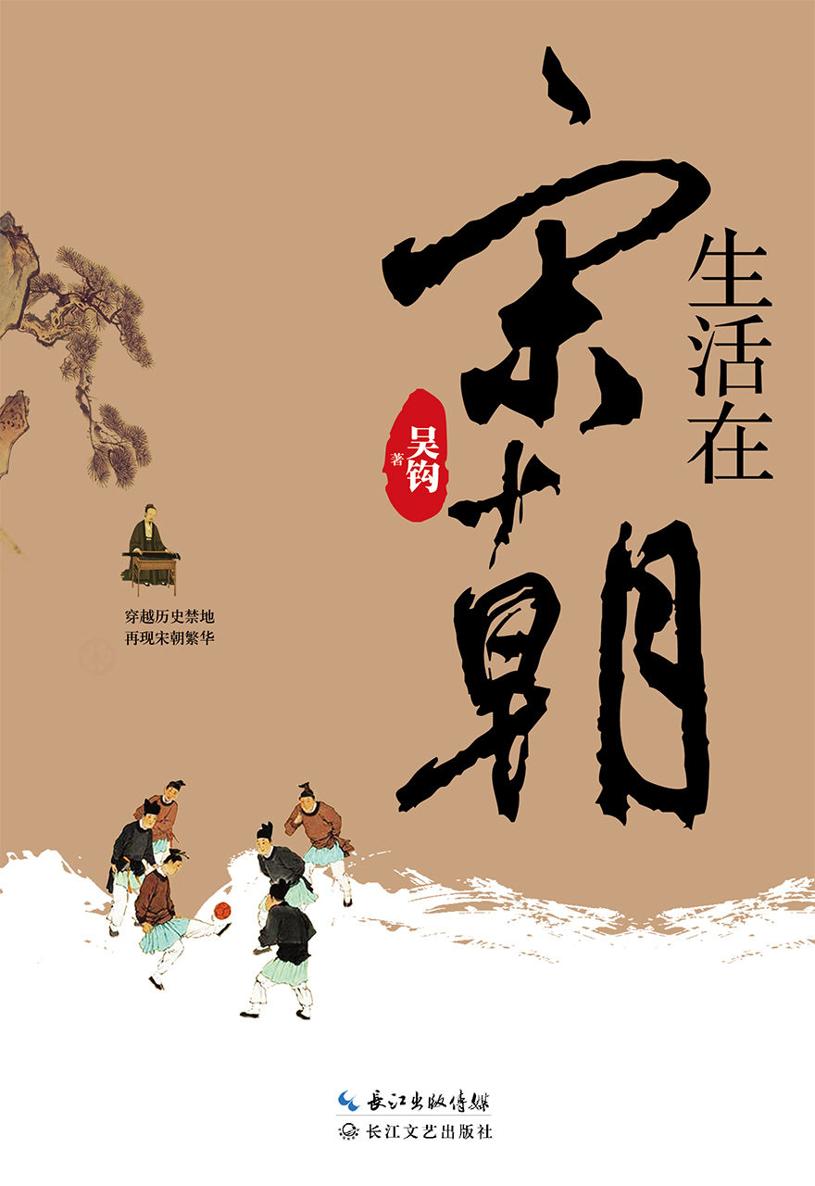 生活在
宋朝
吴钩
著
穿越历史禁地
再现宋朝繁华
長江出版传媒
长江文艺出版社